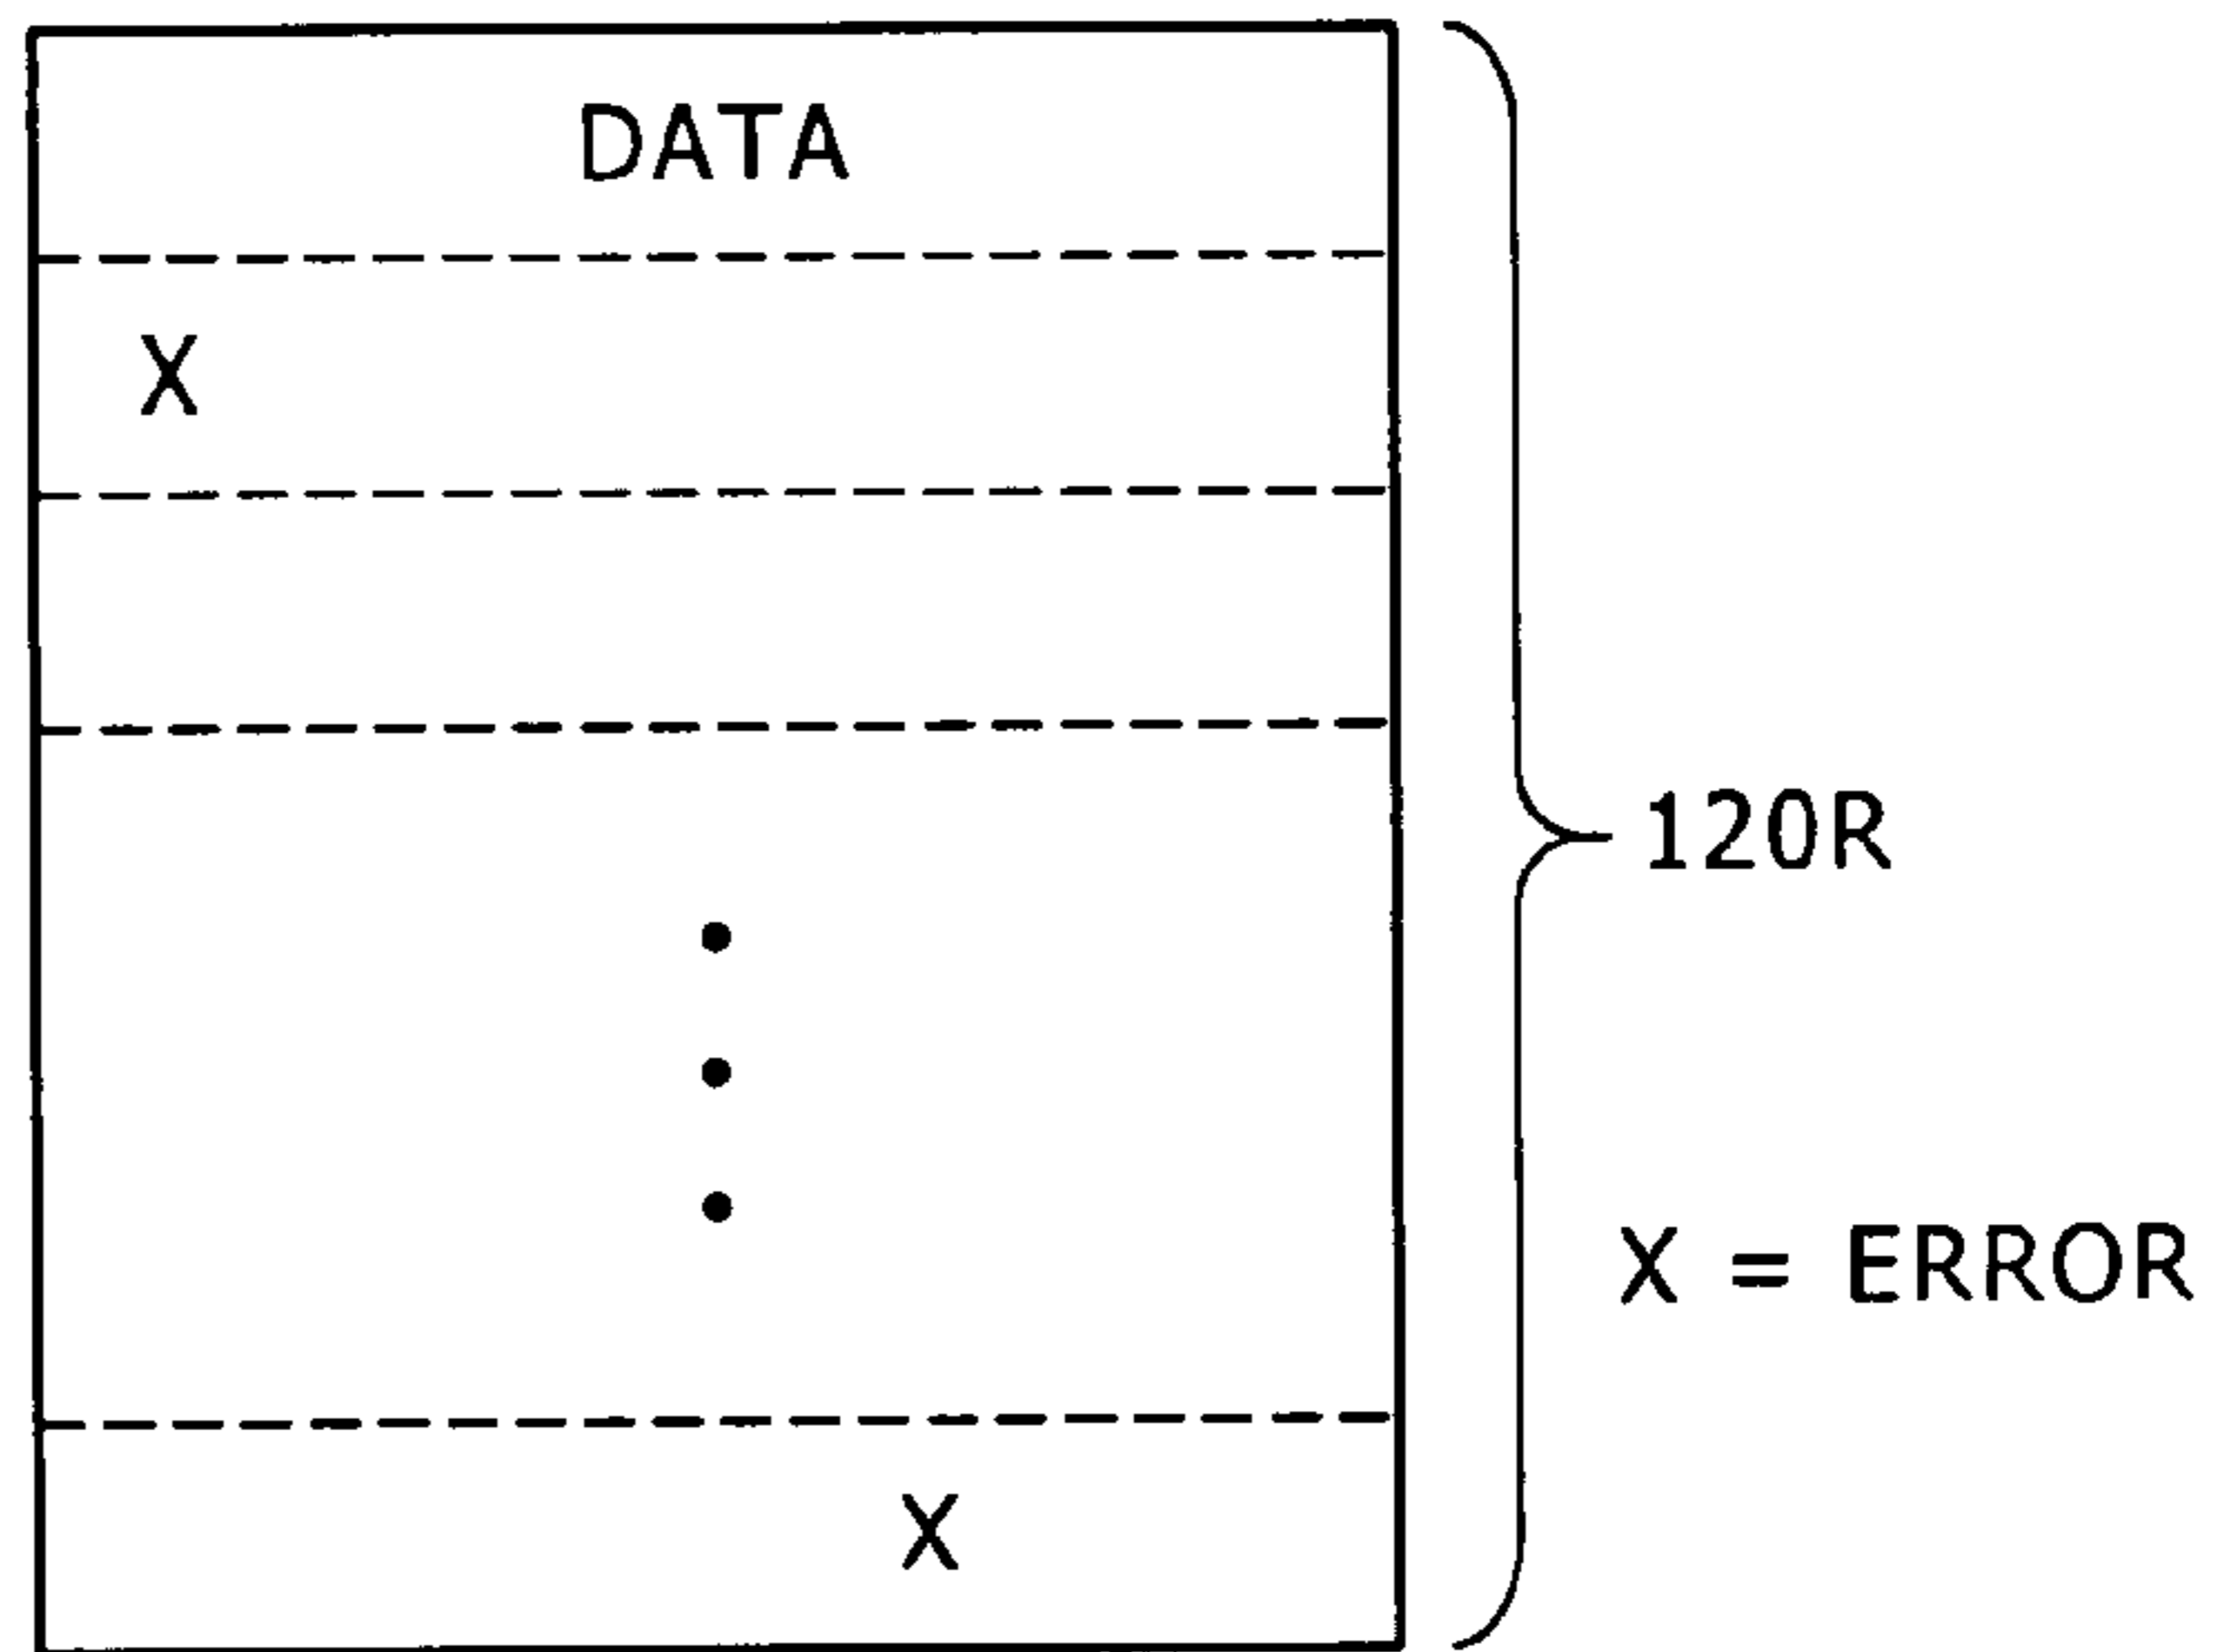 DATA
X
120R
X = ERROR
X